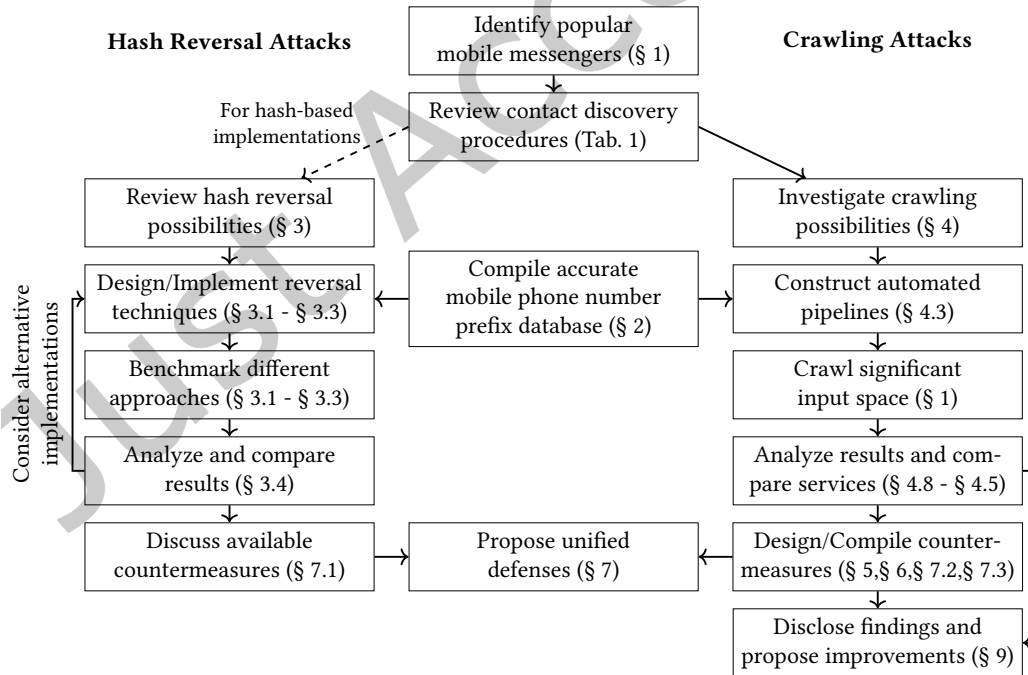 Hash Reversal Attacks
Identify popular
mobile messengers (§ 1)
Crawling Attacks
For hash-based
implementations
Review contact discovery
procedures (Tab. 1)
Review hash reversal
possibilities (§ 3)
Investigate crawling
possibilities (§ 4)
Design/Implement reversal
techniques (§ 3.1 - § 3.3)
Compile accurate
mobile phone number
prefix database (§ 2)
Construct automated
pipelines (§ 4.3)
Consider alternative
implementations
Benchmark different
approaches (§ 3.1 - § 3.3)
Crawl significant
input space (§ 1)
Analyze and compare
results (§ 3.4)
Analyze results and com-
pare services (§ 4.8 - § 4.5)
Discuss available
countermeasures (§ 7.1)
Propose unified
defenses (§ 7)
Design/Compile counter-
measures (§ 5,§ 6,§ 7.2,§ 7.3)
Disclose findings and
propose improvements (§ 9)
Just Acce